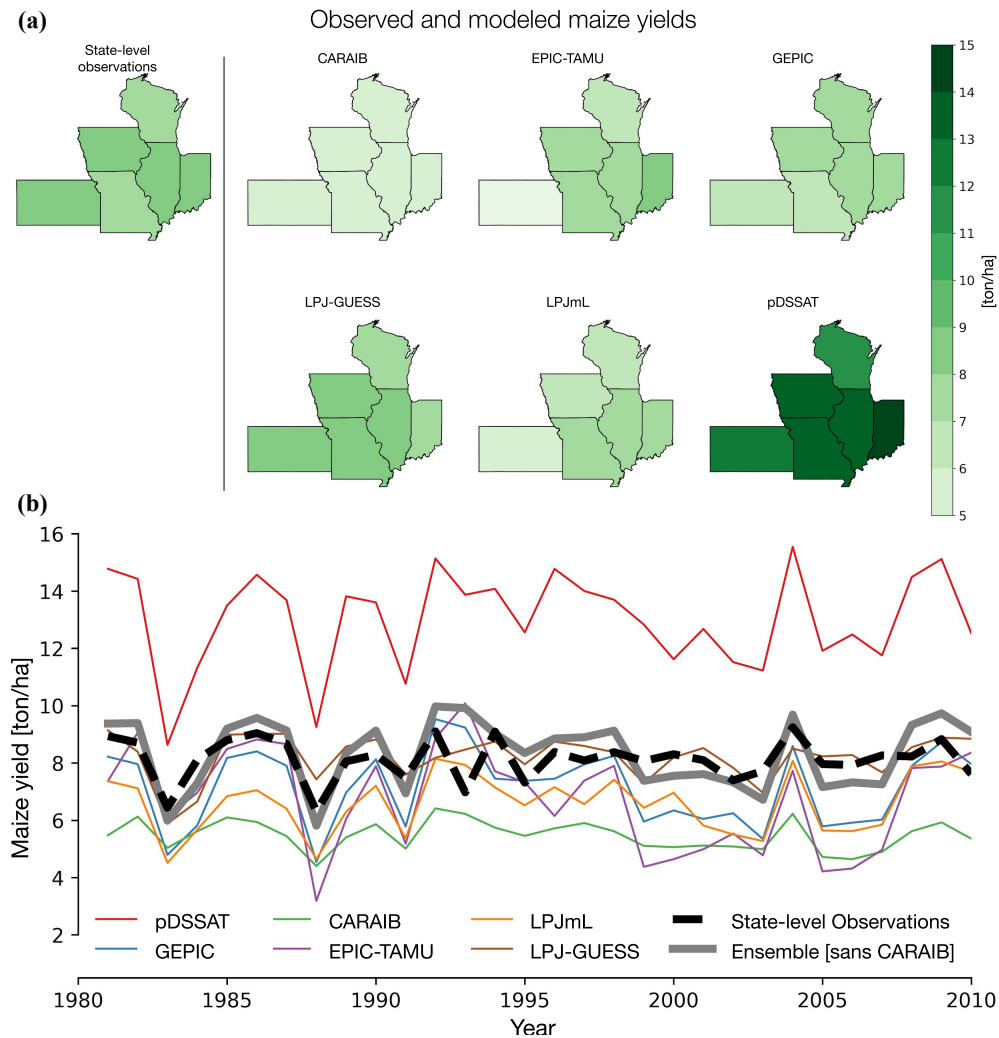 (a)
Observed and modeled maize yields
State-level
observations
CARAIB
EPIC-TAMU
GEPIC
LPJ-GUESS
LPJmL
pDSSAT
15
14
13
12
11
10
9
8
7
6
5
[ton/ha]
(b)
Maize yield [ton/ha]
16
14
12
10
8
6
4
2
pDSSAT
CARAIB
LPJmL
State-level Observations
GEPIC
EPIC-TAMU
LPJ-GUESS
Ensemble [sans CARAIB]
1980
1985
1990
1995
2000
2005
2010
Year